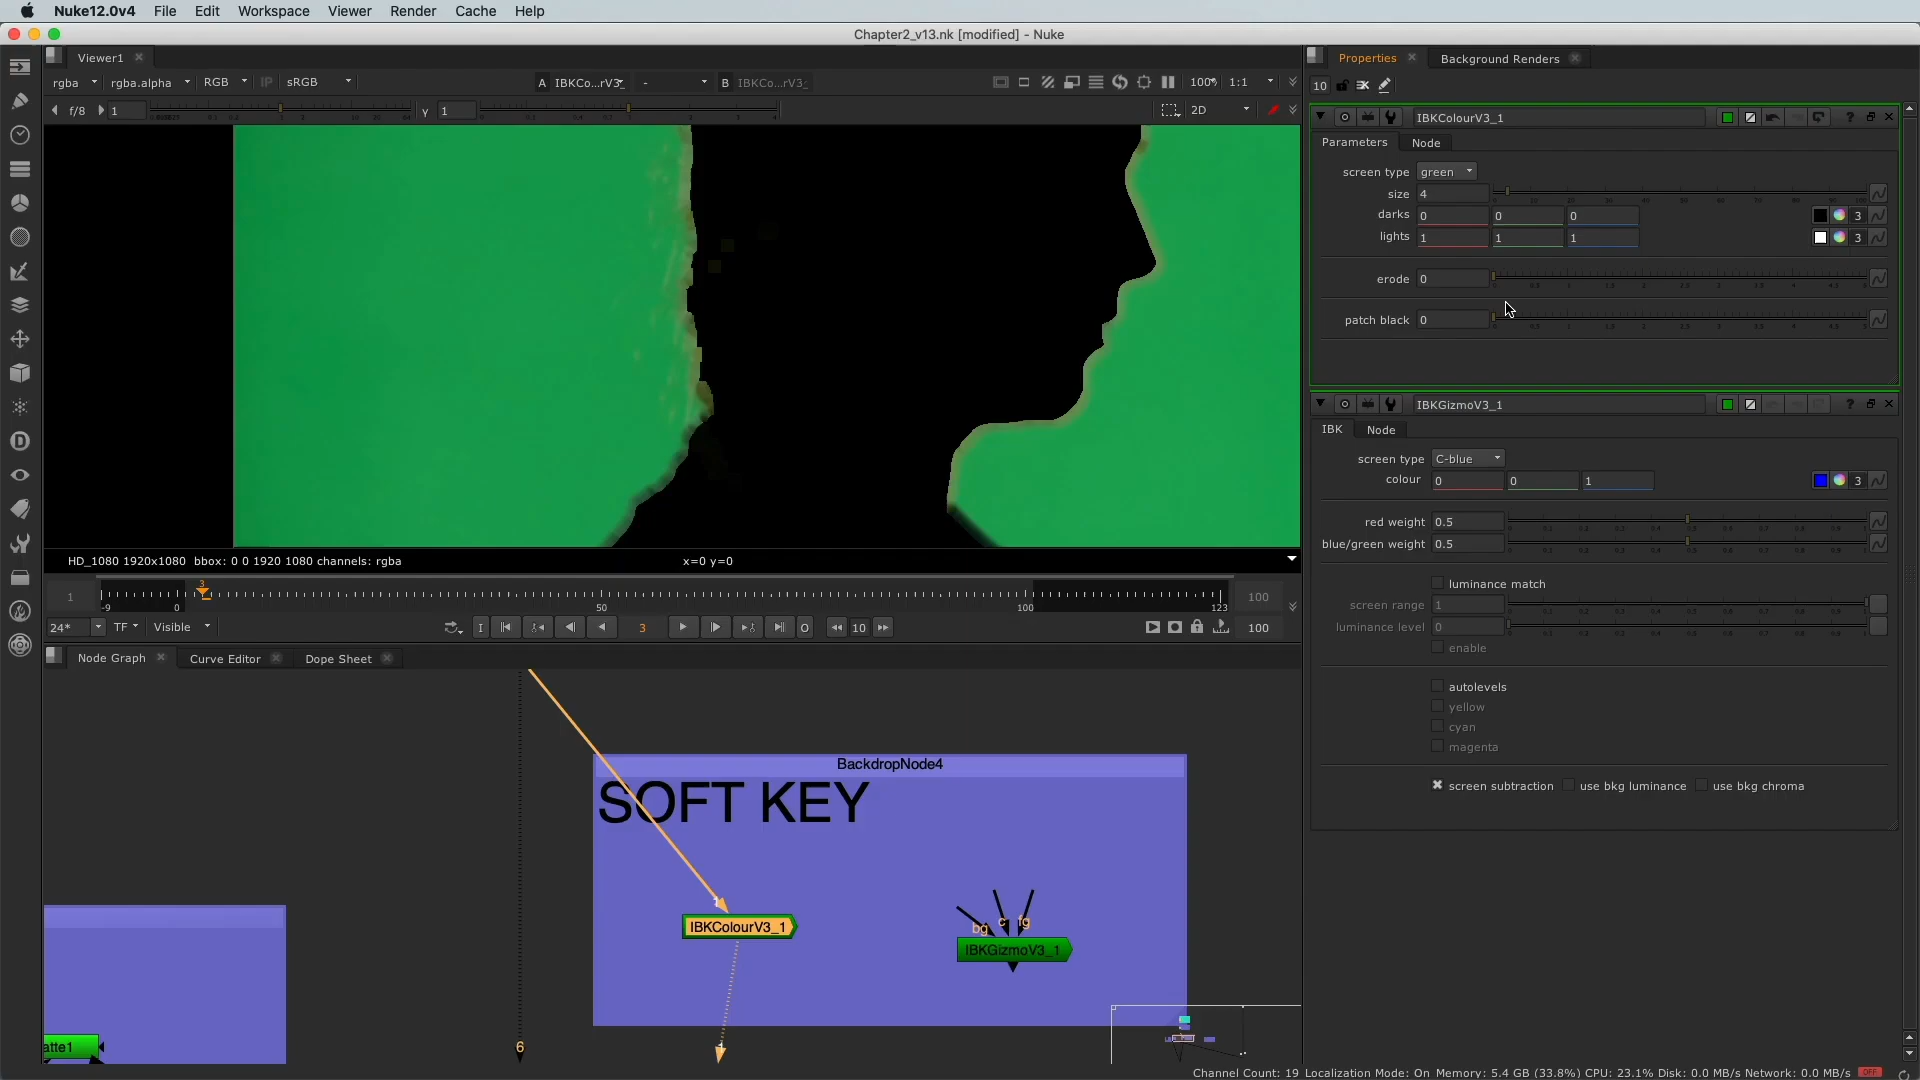 Nuke12.0v4 File Edit Workspace Viewer Render Cache Help
Chapter2_v13.nk [modified] - Nuke
Viewer1
rgba rgba.alpha RGB IP sRGB A IBKCo...rV3_ - B IBKCo...rV3_ 100% 1:1
f/8 1 γ 1 2D
HD_1080 1920x1080 bbox: 0 0 1920 1080 channels: rgba x=0 y=0
1 -9 0 3 50 100 123 100
24* TF Visible I 3 O 10 100
Node Graph Curve Editor Dope Sheet
BackdropNode4
SOFT KEY
1
IBKColourV3_1
bg c fg
IBKGizmoV3_1
atte1
6
1
Properties Background Renders
10
IBKColourV3_1
Parameters Node
screen type green
size 4
darks 0 0 0 3
lights 1 1 1 3
erode 0
patch black 0
IBKGizmoV3_1
IBK Node
screen type C-blue
colour 0 0 1 3
red weight 0.5
blue/green weight 0.5
luminance match
screen range 1
luminance level 0
enable
autolevels
yellow
cyan
magenta
screen subtraction use bkg luminance use bkg chroma
Channel Count: 19 Localization Mode: On Memory: 5.4 GB (33.8%) CPU: 23.1% Disk: 0.0 MB/s Network: 0.0 MB/s OFF